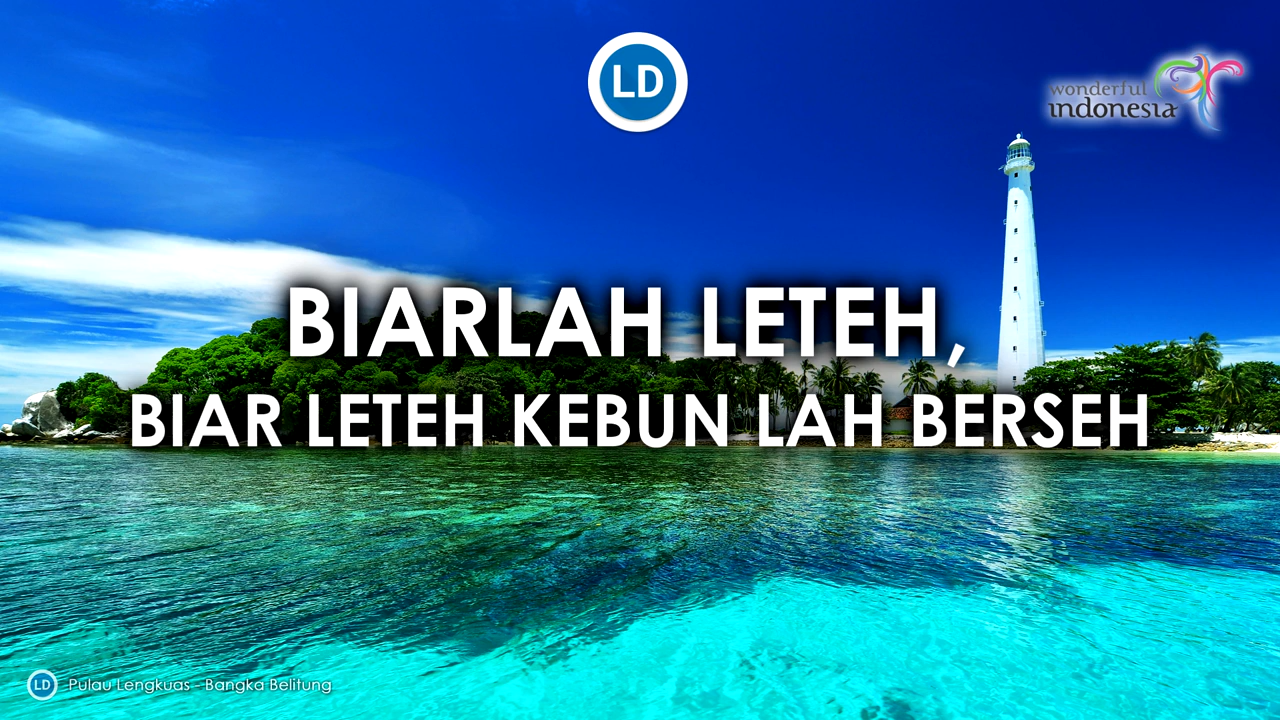 LD
wonderful
indonesia
BIARLAH LETEH,
BIAR LETEH KEBUN LAH BERSEH
LD Pulau Lengkuas - Bangka Belitung